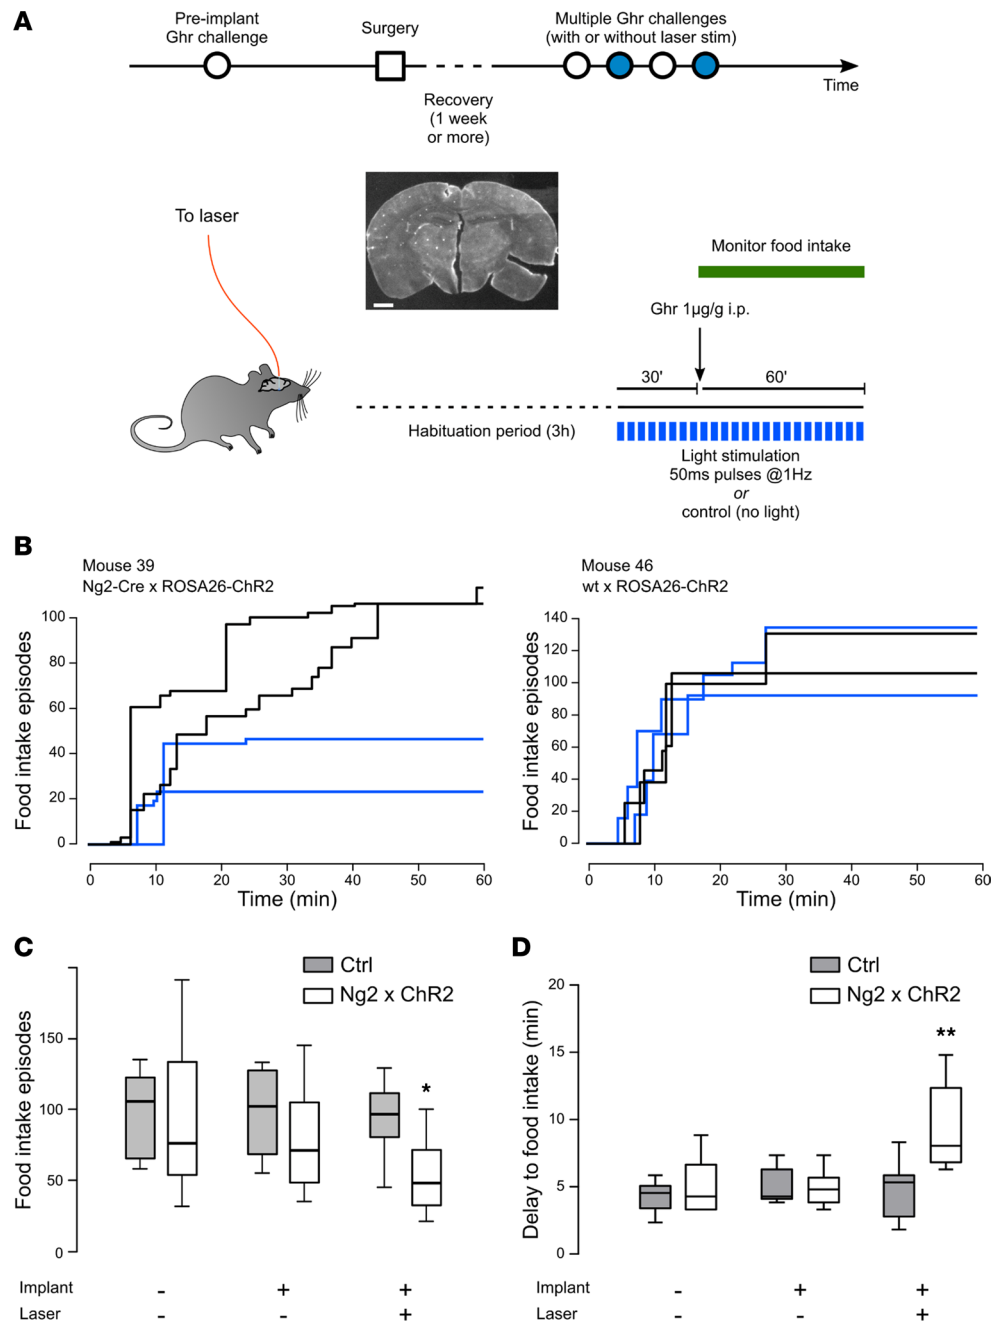 A
Pre-implant
Ghr challenge
Surgery
Multiple Ghr challenges
(with or without laser stim)
Time
Recovery
(1 week
or more)
To laser
Monitor food intake
Ghr 1µg/g i.p.
30'
60'
Habituation period (3h)
Light stimulation
50ms pulses @1Hz
or
control (no light)
B
Mouse 39
Ng2-Cre x ROSA26-ChR2
Food intake episodes
100
80
60
40
20
0
0 10 20 30 40 50 60
Time (min)
Mouse 46
wt x ROSA26-ChR2
Food intake episodes
140
120
100
80
60
40
20
0
0 10 20 30 40 50 60
Time (min)
C
Ctrl
Ng2 x ChR2
Food intake episodes
150
100
50
0
*
Implant - + +
Laser - - +
D
Ctrl
Ng2 x ChR2
Delay to food intake (min)
20
15
10
5
0
**
Implant - + +
Laser - - +